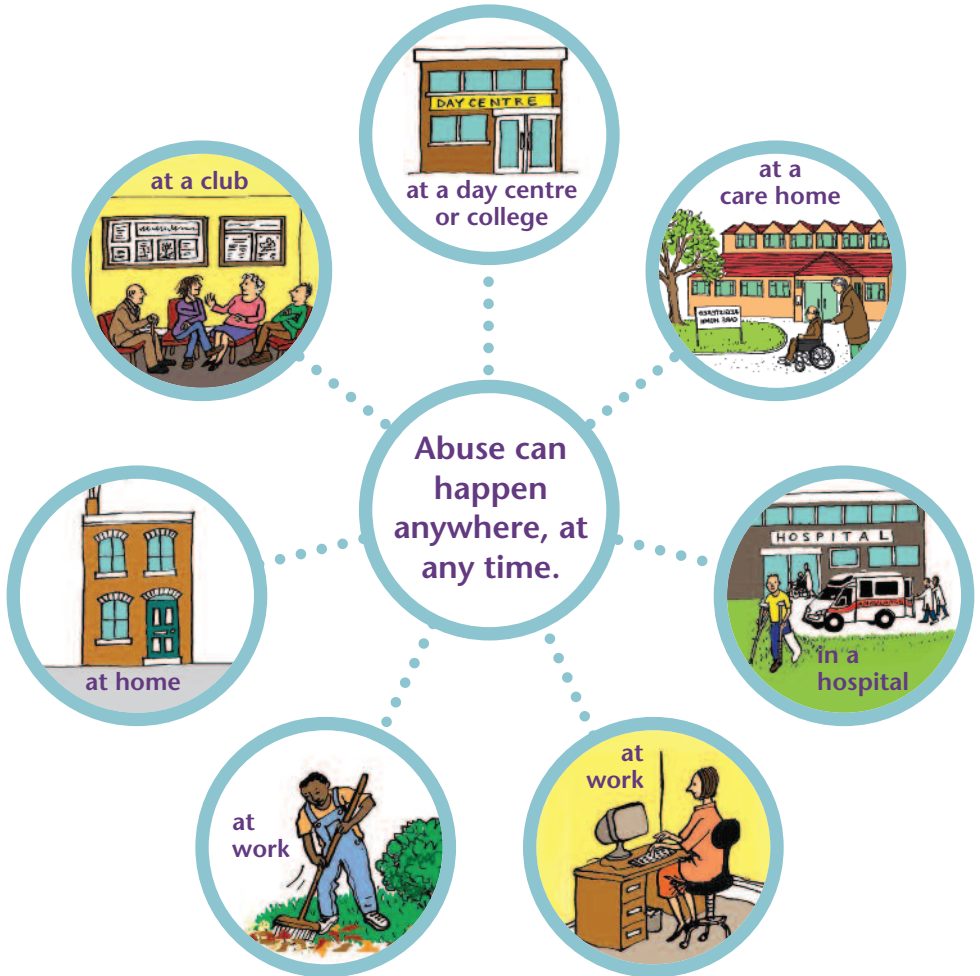 DAY CENTRE
at a day centre
or college
at a
care home
HOSPITAL
AMBULANCE
in a
hospital
at
work
at
work
at home
at a club
Abuse can
happen
anywhere, at
any time.